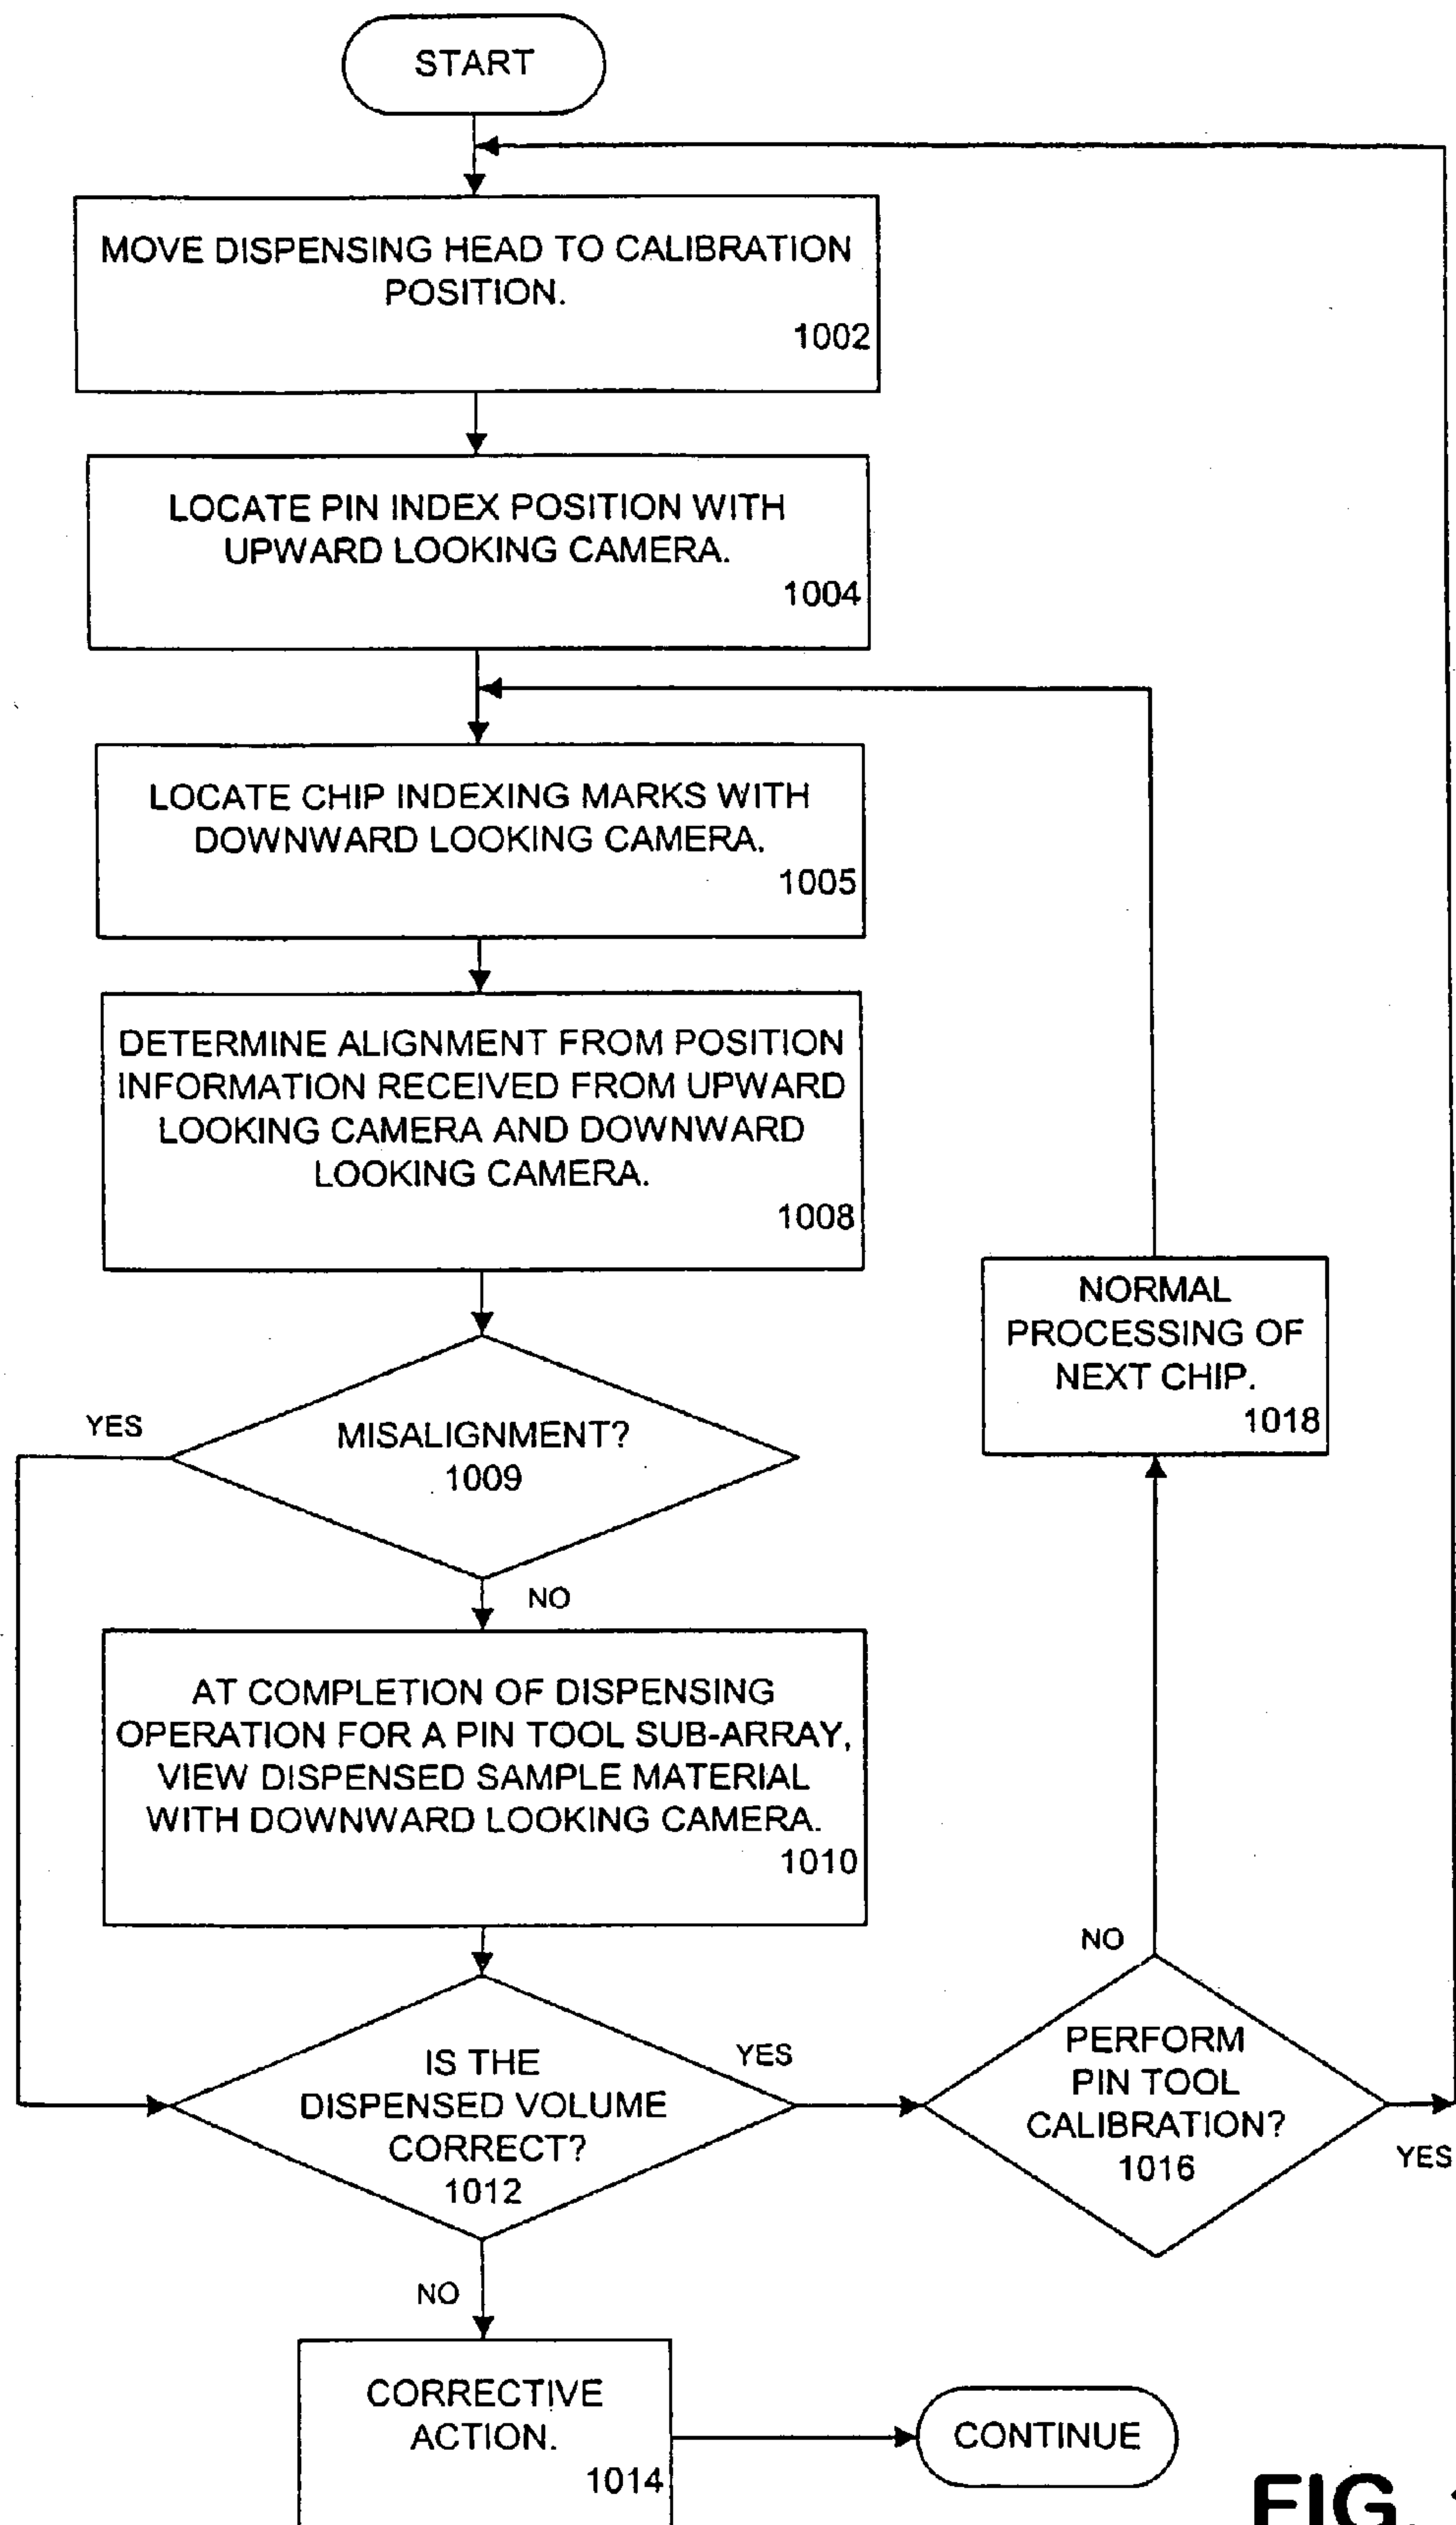 START
MOVE DISPENSING HEAD TO CALIBRATION
POSITION.
1002
LOCATE PIN INDEX POSITION WITH
UPWARD LOOKING CAMERA.
1004
LOCATE CHIP INDEXING MARKS WITH
DOWNWARD LOOKING CAMERA.
1005
DETERMINE ALIGNMENT FROM POSITION
INFORMATION RECEIVED FROM UPWARD
LOOKING CAMERA AND DOWNWARD
LOOKING CAMERA.
1008
NORMAL
PROCESSING OF
NEXT CHIP.
1018
YES
MISALIGNMENT?
1009
NO
AT COMPLETION OF DISPENSING
OPERATION FOR A PIN TOOL SUB-ARRAY,
VIEW DISPENSED SAMPLE MATERIAL
WITH DOWNWARD LOOKING CAMERA.
1010
NO
IS THE
DISPENSED VOLUME
CORRECT?
1012
YES
PERFORM
PIN TOOL
CALIBRATION?
1016
YES
NO
CORRECTIVE
ACTION.
1014
CONTINUE
FIG.